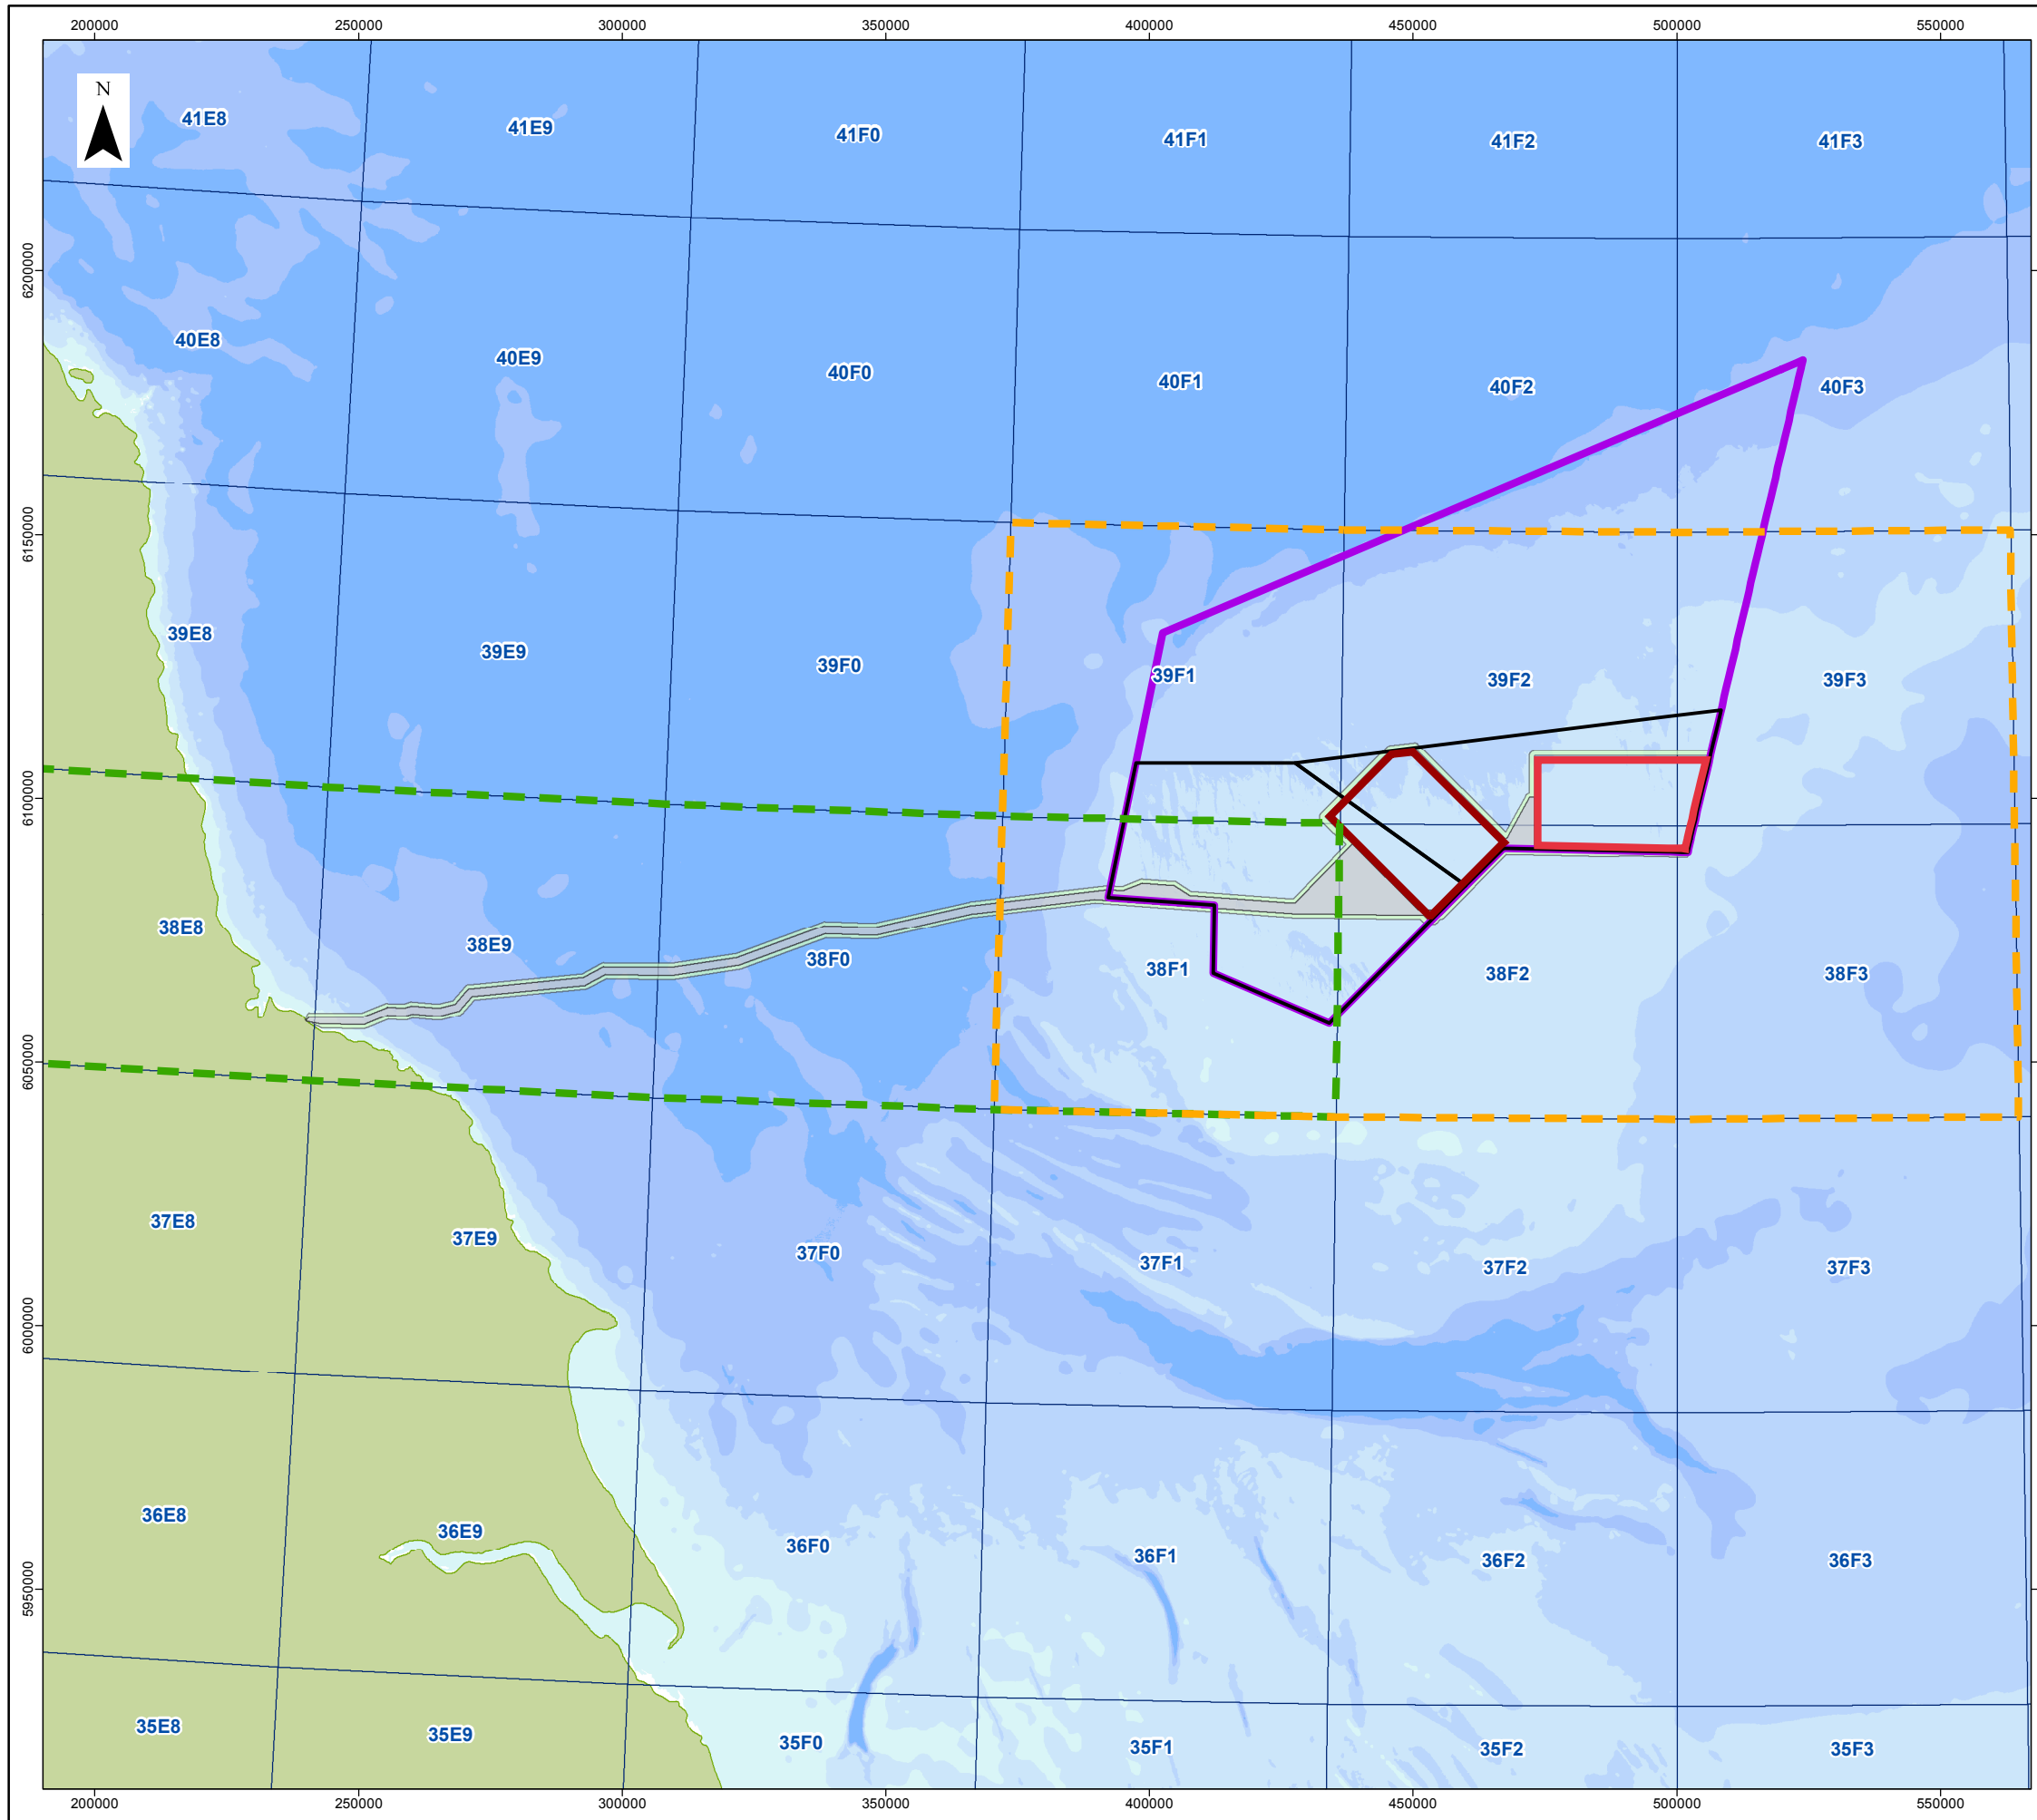 200000 250000 300000 350000 400000 450000 500000 550000
N
41E8 41E9 41F0 41F1 41F2 41F3
6200000
40E8 40E9 40F0 40F1 40F2 40F3
6150000
39E8 39E9 39F0 39F1 39F2 39F3
6100000
38E8 38E9 38F0 38F1 38F2 38F3
6050000
37E8 37E9 37F0 37F1 37F2 37F3
6000000
36E8 36E9 36F0 36F1 36F2 36F3
5950000
35E8 35E9 35F0 35F1 35F2 35F3
200000 250000 300000 350000 400000 450000 500000 550000